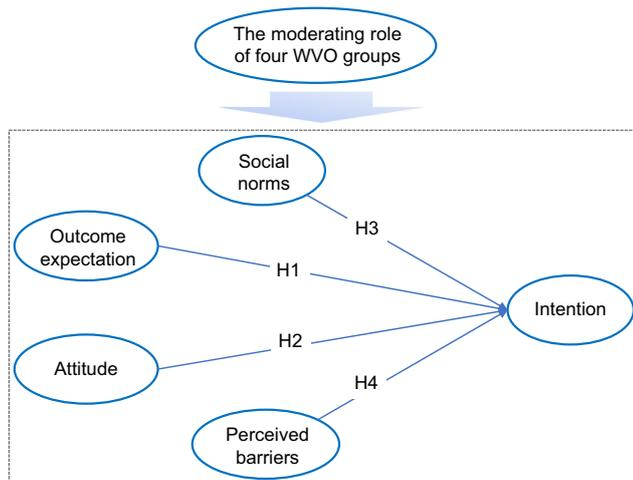 The moderating role
of four WVO groups
Social
norms
H3
Outcome
expectation
H1
Intention
H2
Attitude
H4
Perceived
barriers